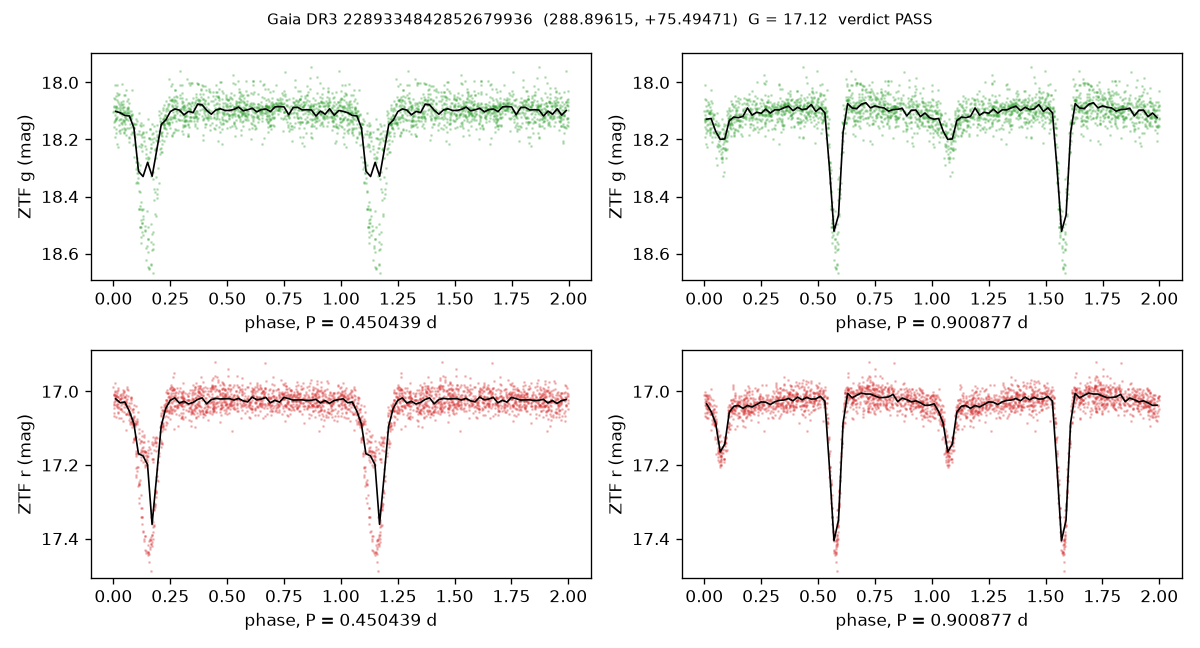 Gaia DR3 2289334842852679936 (288.89615, +75.49471) G = 17.12 verdict PASS
ZTF g (mag)
18.0
18.2
18.4
18.6
0.00 0.25 0.50 0.75 1.00 1.25 1.50 1.75 2.00
phase, P = 0.450439 d
ZTF g (mag)
18.0
18.2
18.4
18.6
0.00 0.25 0.50 0.75 1.00 1.25 1.50 1.75 2.00
phase, P = 0.900877 d
ZTF r (mag)
17.0
17.2
17.4
0.00 0.25 0.50 0.75 1.00 1.25 1.50 1.75 2.00
phase, P = 0.450439 d
ZTF r (mag)
17.0
17.2
17.4
0.00 0.25 0.50 0.75 1.00 1.25 1.50 1.75 2.00
phase, P = 0.900877 d